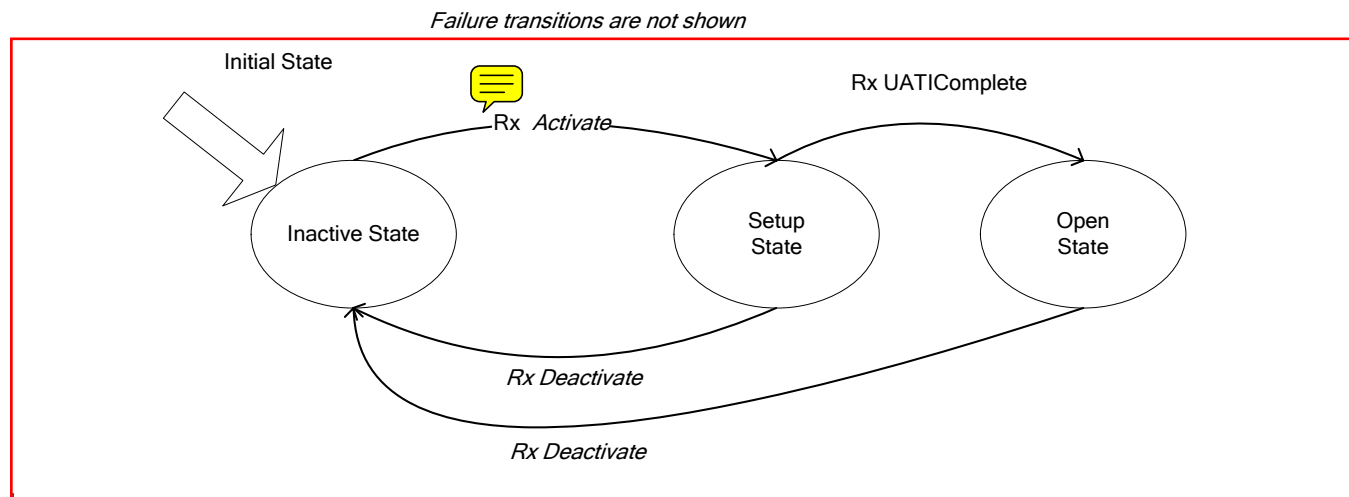 Failure transitions are not shown
Initial State
Rx UATIComplete
Rx Activate
Inactive State
Setup
State
Open
State
Rx Deactivate
Rx Deactivate